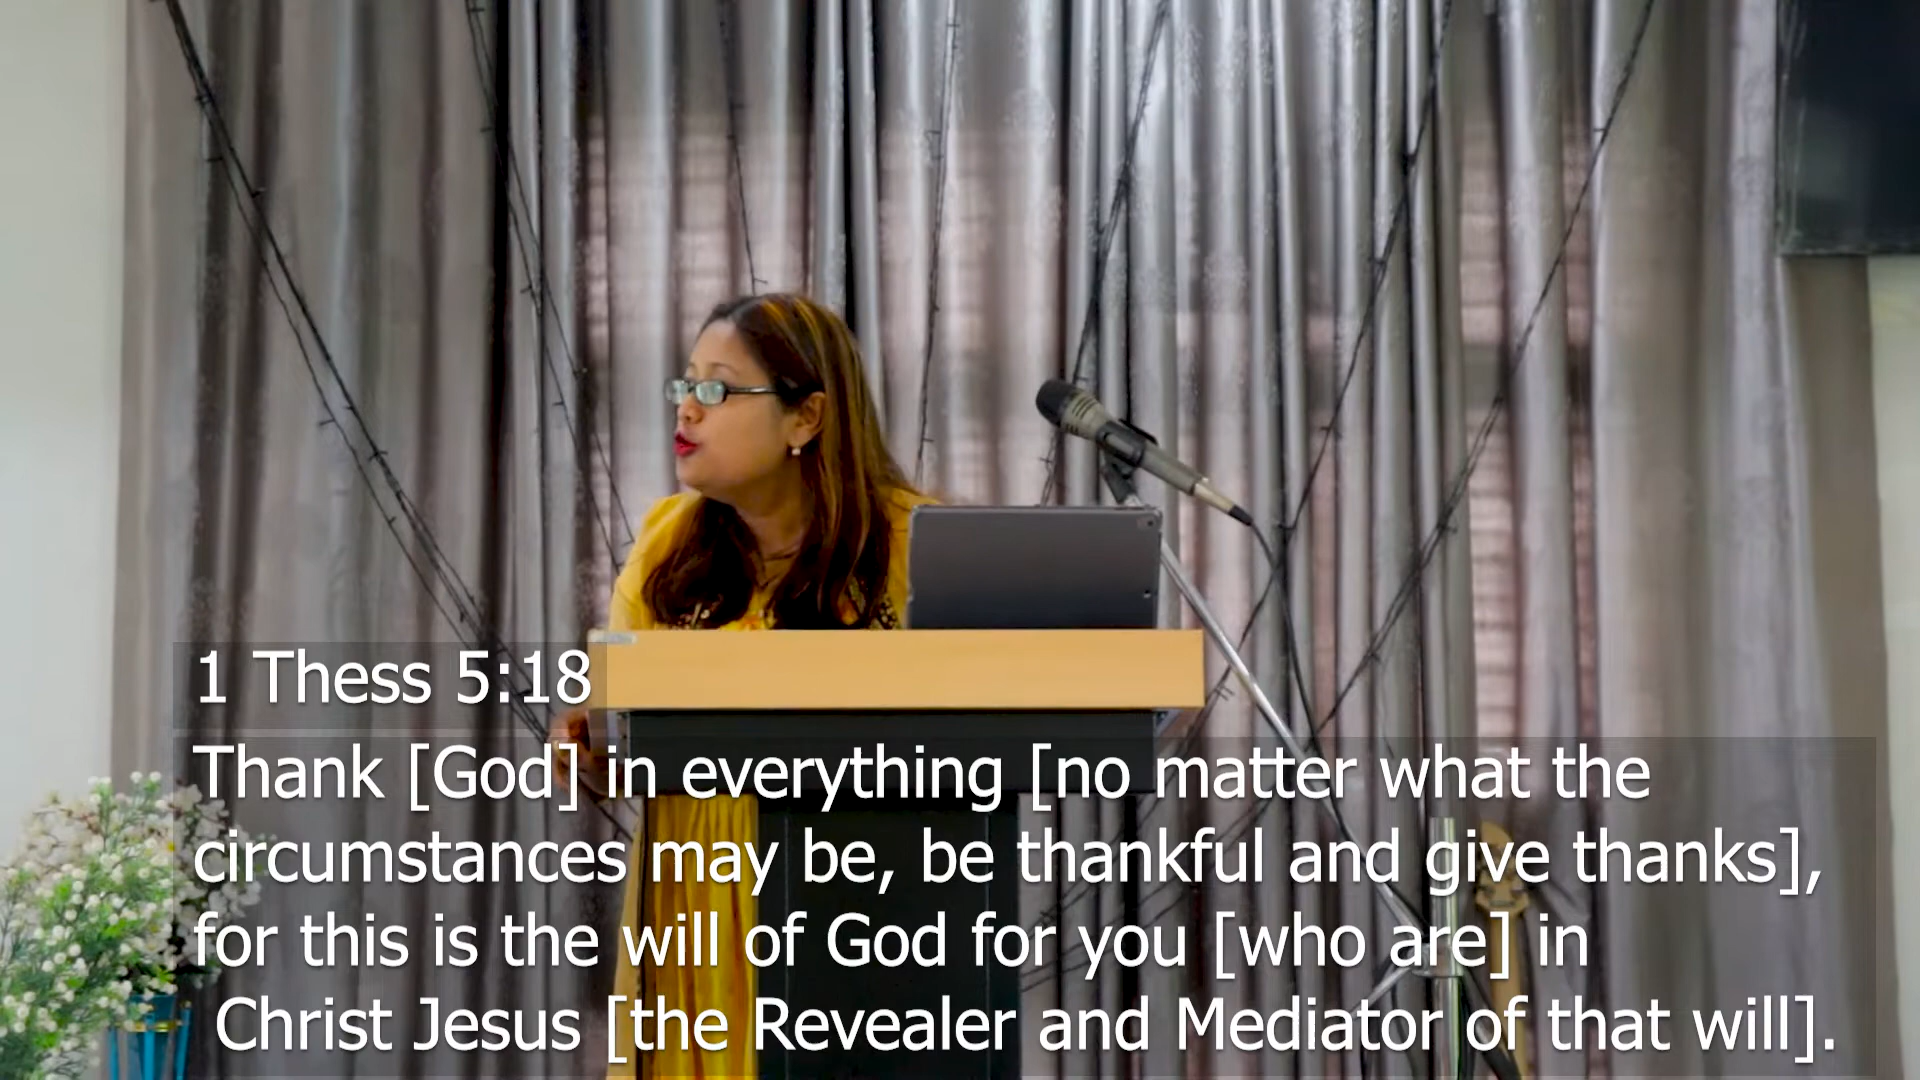 1 Thess 5:18
Thank [God] in everything [no matter what the
circumstances may be, be thankful and give thanks],
for this is the will of God for you [who are] in
Christ Jesus [the Revealer and Mediator of that will].